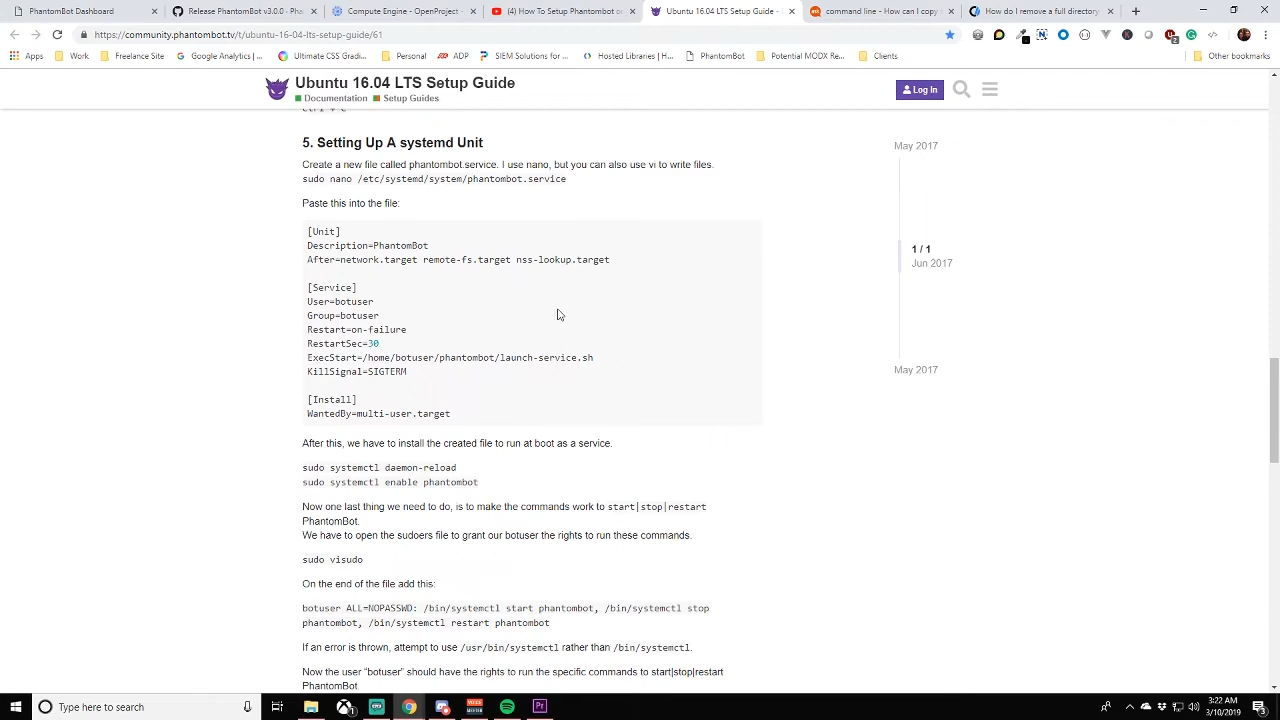 PhantomBot Dashboard
Release PhantomBot v3.0.0 · Pha
Compute Engine - OpenProject -
(4) How To Setup Phantombot on
Ubuntu 16.04 LTS Setup Guide -
command line - How can I copy
How do I remove a full directory
https://community.phantombot.tv/t/ubuntu-16-04-lts-setup-guide/61
Apps
Work
Freelance Site
Google Analytics |...
Personal
ADP
SIEM Solution for O...
Hosted Libraries | H...
PhantomBot
Potential MODX Re...
Clients
Other bookmarks
Ubuntu 16.04 LTS Setup Guide
Documentation Setup Guides
Log In
5. Setting Up A systemd Unit
Create a new file called phantombot.service. I use nano, but you can also use vi to write files.
sudo nano /etc/systemd/system/phantombot.service
Paste this into the file:
[Unit]
Description=PhantomBot
After=network.target remote-fs.target nss-lookup.target
[Service]
User=botuser
Group=botuser
Restart=on-failure
RestartSec=30
ExecStart=/home/botuser/phantombot/launch-service.sh
KillSignal=SIGTERM
[Install]
WantedBy=multi-user.target
May 2017
1 / 1
Jun 2017
May 2017
After this, we have to install the created file to run at boot as a service.
sudo systemctl daemon-reload
sudo systemctl enable phantombot
Now one last thing we need to do, is to make the commands work to start|stop|restart
PhantomBot.
We have to open the sudoers file to grant our botuser the rights to run these commands.
sudo visudo
On the end of the file add this:
botuser ALL=NOPASSWD: /bin/systemctl start phantombot, /bin/systemctl stop
phantombot, /bin/systemctl restart phantombot
If an error is thrown, attempt to use /usr/bin/systemctl rather than /bin/systemctl.
Now the user “botuser” should have the rights to run the specific commands to start|stop|restart
PhantomBot.
Type here to search
3:22 AM
3/10/2019